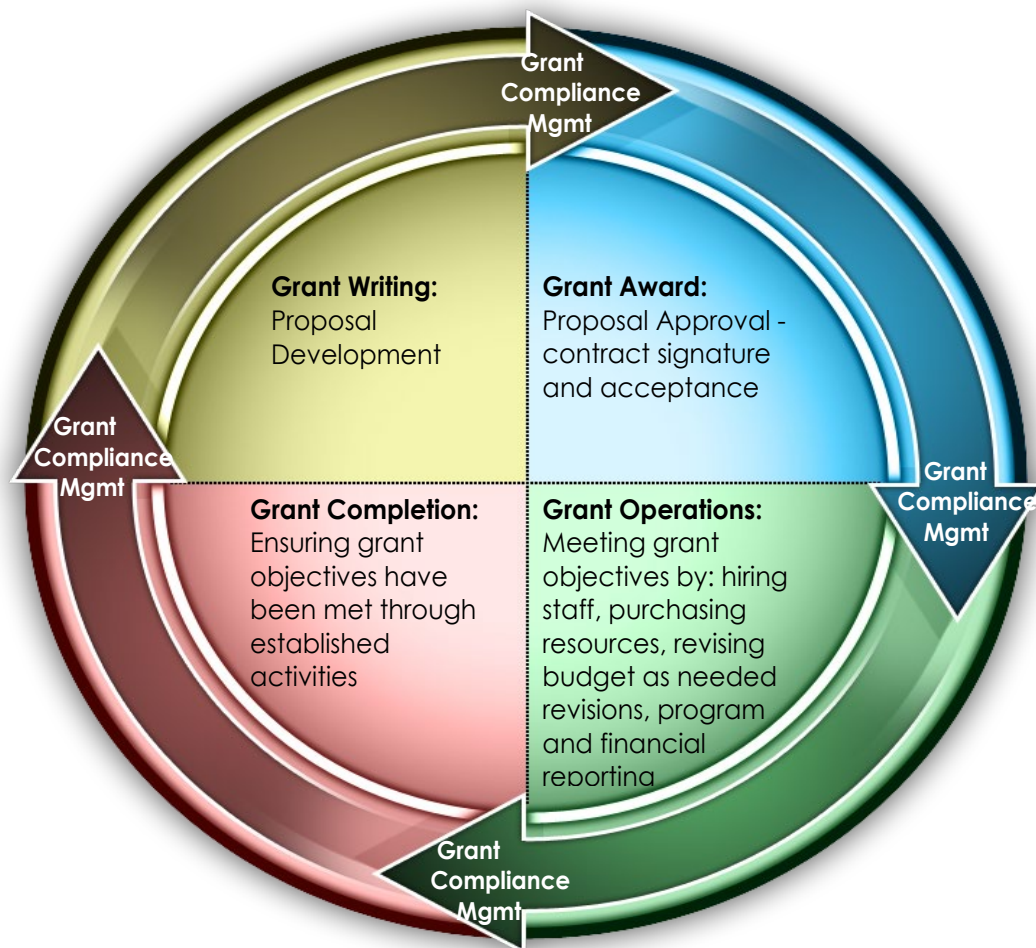 Grant
Compliance
Mgmt
Grant Writing:
Proposal
Development
Grant Award:
Proposal Approval -
contract signature
and acceptance
Grant
Compliance
Mgmt
Grant
Compliance
Mgmt
Grant Completion:
Ensuring grant
objectives have
been met through
established
activities
Grant Operations:
Meeting grant
objectives by: hiring
staff, purchasing
resources, revising
budget as needed
revisions, program
and financial
reporting
Grant
Compliance
Mgmt